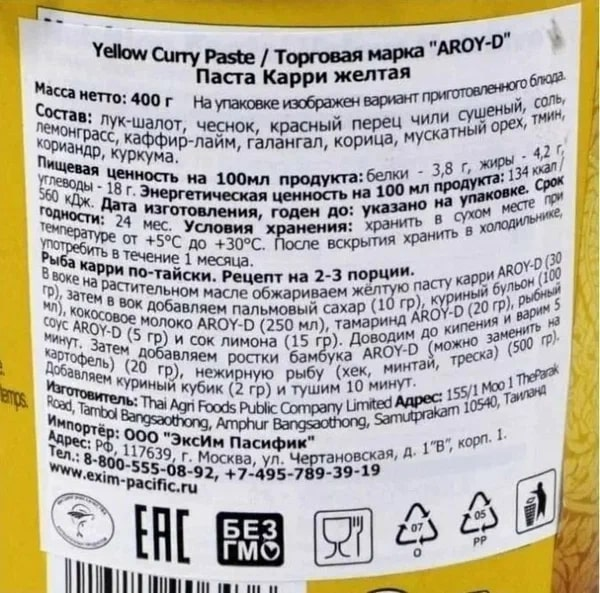 Yellow Curry Paste / Торговая марка "AROY-D"
Паста Карри желтая
Масса нетто: 400 г На упаковке изображен вариант приготовленного блюда.
Состав: лук-шалот, чеснок, красный перец чили сушеный, соль,
лемонграсс, каффир-лайм, галангал, корица, мускатный орех, тмин,
кориандр, куркума.
Пищевая ценность на 100мл продукта: белки - 3,8 г, жиры - 4,2 г,
углеводы - 18 г. Энергетическая ценность на 100 мл продукта: 134 ккал /
560 кДж. Дата изготовления, годен до: указано на упаковке. Срок
годности: 24 мес. Условия хранения: хранить в сухом месте при
температуре от +5°С до +30°С. После вскрытия хранить в холодильнике,
употребить в течение 1 месяца.
Рыба карри по-тайски. Рецепт на 2-3 порции.
В воке на растительном масле обжариваем жёлтую пасту карри AROY-D (30
гр), затем в вок добавляем пальмовый сахар (10 гр), куриный бульон (100
мл), кокосовое молоко AROY-D (250 мл), тамаринд AROY-D (20 гр), рыбный
соус AROY-D (5 гр) и сок лимона (15 гр). Доводим до кипения и варим 5
минут. Затем добавляем ростки бамбука AROY-D (можно заменить на
картофель) (20 гр), нежирную рыбу (хек, минтай, треска) (500 гр).
Добавляем куриный кубик (2 гр) и тушим 10 минут.
Изготовитель: Thai Agri Foods Public Company Limited Адрес: 155/1 Moo 1 ThePark
Road, Tambol Bangsaothong, Amphur Bangsaothong, Samutprakarn 10540, Таиланд
Импортёр: ООО "ЭксИм Пасифик"
Адрес: РФ, 117639, г. Москва, ул. Чертановская, д. 1"В", корп. 1.
Тел.: 8-800-555-08-92, +7-495-789-39-19
www.exim-pacific.ru
EAC
БЕЗ
ГМО
07
O
05
PP